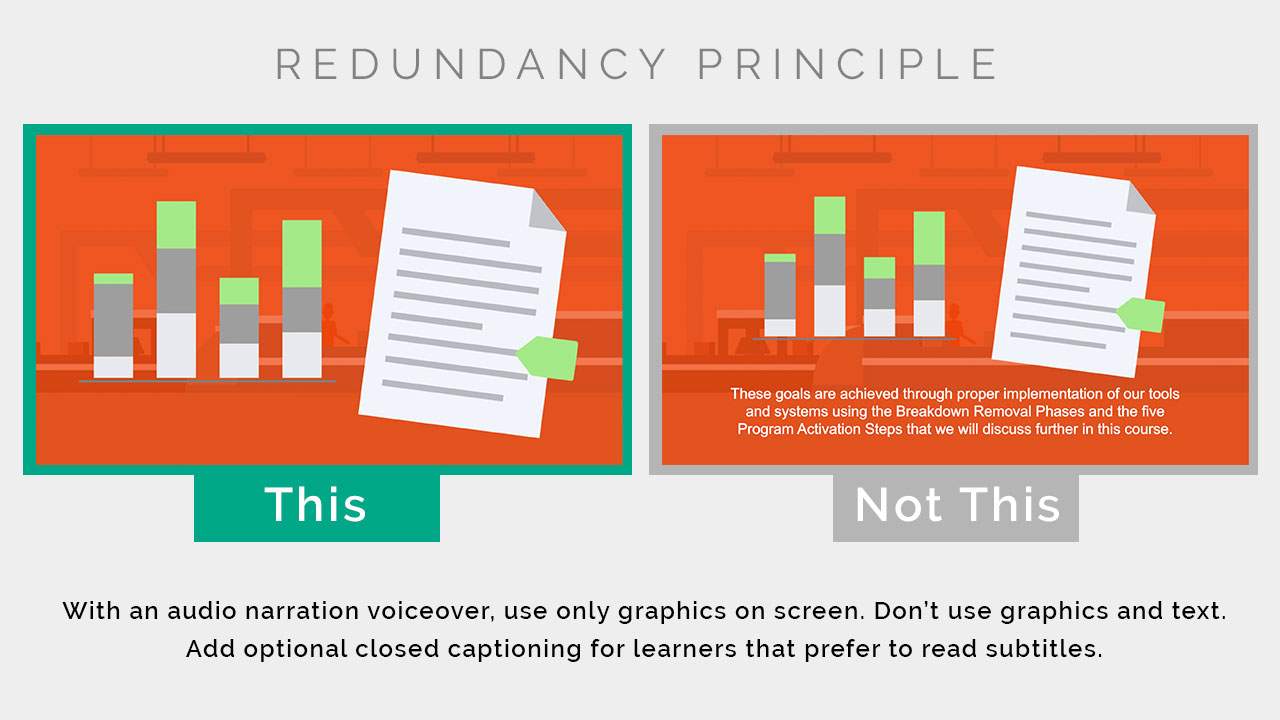 REDUNDANCY PRINCIPLE
These goals are achieved through proper implementation of our tools
and systems using the Breakdown Removal Phases and the five
Program Activation Steps that we will discuss further in this course.
This
Not This
With an audio narration voiceover, use only graphics on screen. Don’t use graphics and text.
Add optional closed captioning for learners that prefer to read subtitles.